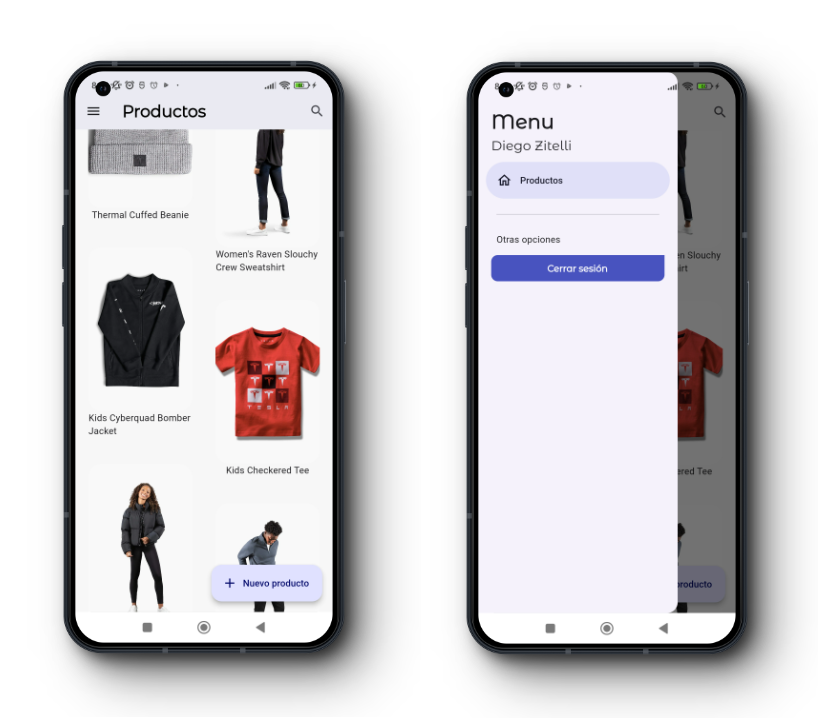 Productos
Thermal Cuffed Beanie
Women's Raven Slouchy
Crew Sweatshirt
Kids Cyberquad Bomber
Jacket
TESLA
Kids Checkered Tee
+ Nuevo producto
Menu
Diego Zitelli
Productos
Otras opciones
Cerrar sesión
n Slouchy
irt
ered Tee
producto